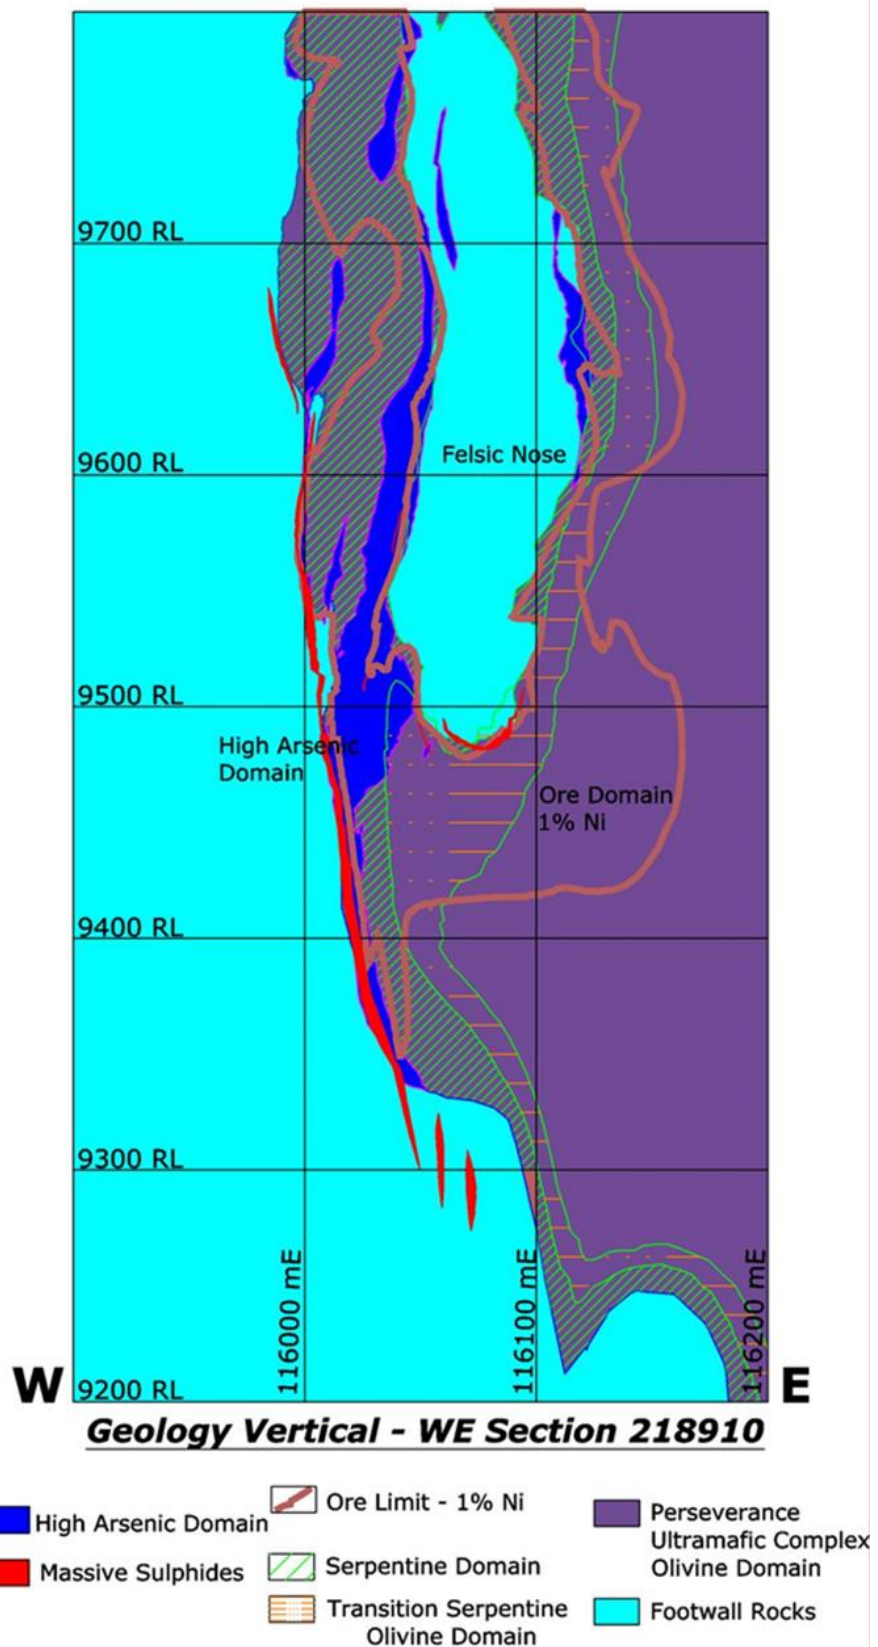 9700 RL
9600 RL
Felsic Nose
9500 RL
High Arsenic
Domain
Ore Domain
1% Ni
9400 RL
9300 RL
116000 mE
116100 mE
116200 mE
W
9200 RL
E
Geology Vertical - WE Section 218910
High Arsenic Domain
Massive Sulphides
Ore Limit - 1% Ni
Serpentine Domain
Transition Serpentine
Olivine Domain
Perseverance
Ultramafic Complex
Olivine Domain
Footwall Rocks